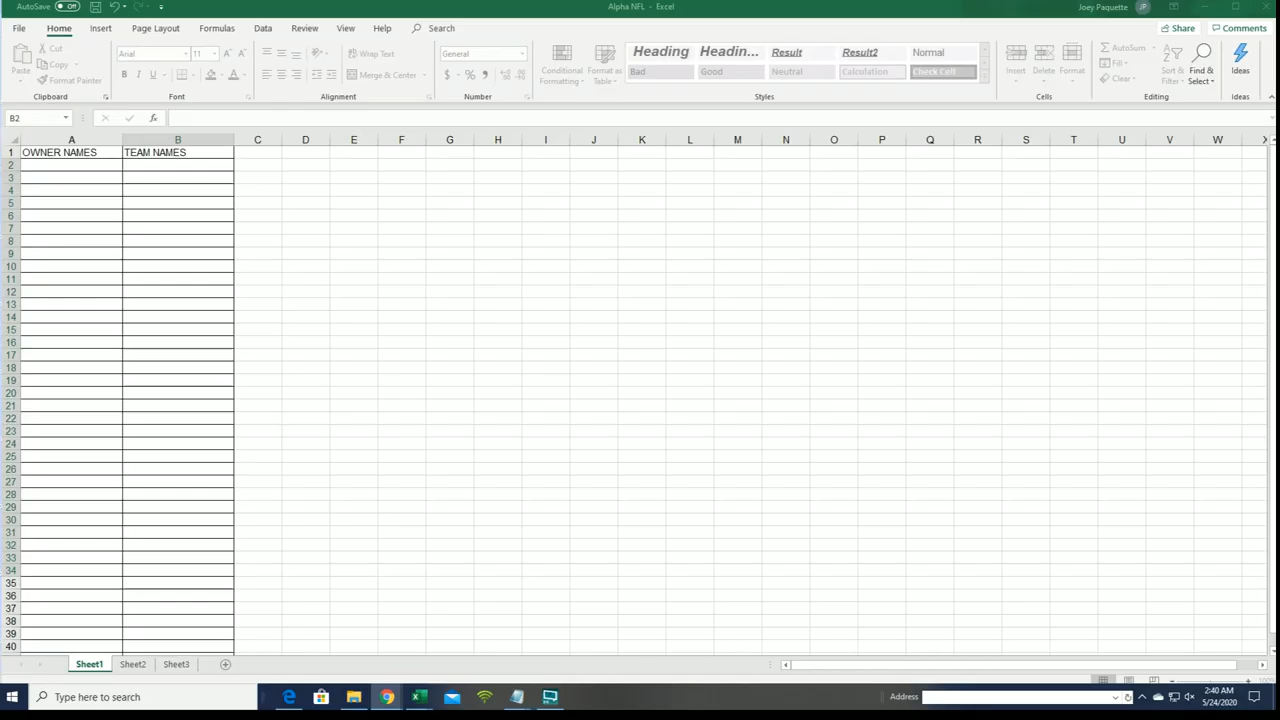 AutoSave Off Alpha NFL - Excel Joey Paquette JP
File Home Insert Page Layout Formulas Data Review View Help Search Share Comments
Paste Cut Copy Format Painter Clipboard
Arial 11 A A B I U A Font
Wrap Text Merge & Center Alignment
General $ % , Number
Conditional Formatting Format as Table
Heading Headin... Result Result2 Normal
Bad Good Neutral Calculation Check Cell
Styles
Insert Delete Format Cells
AutoSum Fill Clear Sort & Filter Find & Select Editing
Ideas Ideas
B2 fx
A B C D E F G H I J K L M N O P Q R S T U V W
1 OWNER NAMES TEAM NAMES
2
3
4
5
6
7
8
9
10
11
12
13
14
15
16
17
18
19
20
21
22
23
24
25
26
27
28
29
30
31
32
33
34
35
36
37
38
39
40
Sheet1 Sheet2 Sheet3
Type here to search Address 2:40 AM
5/24/2020